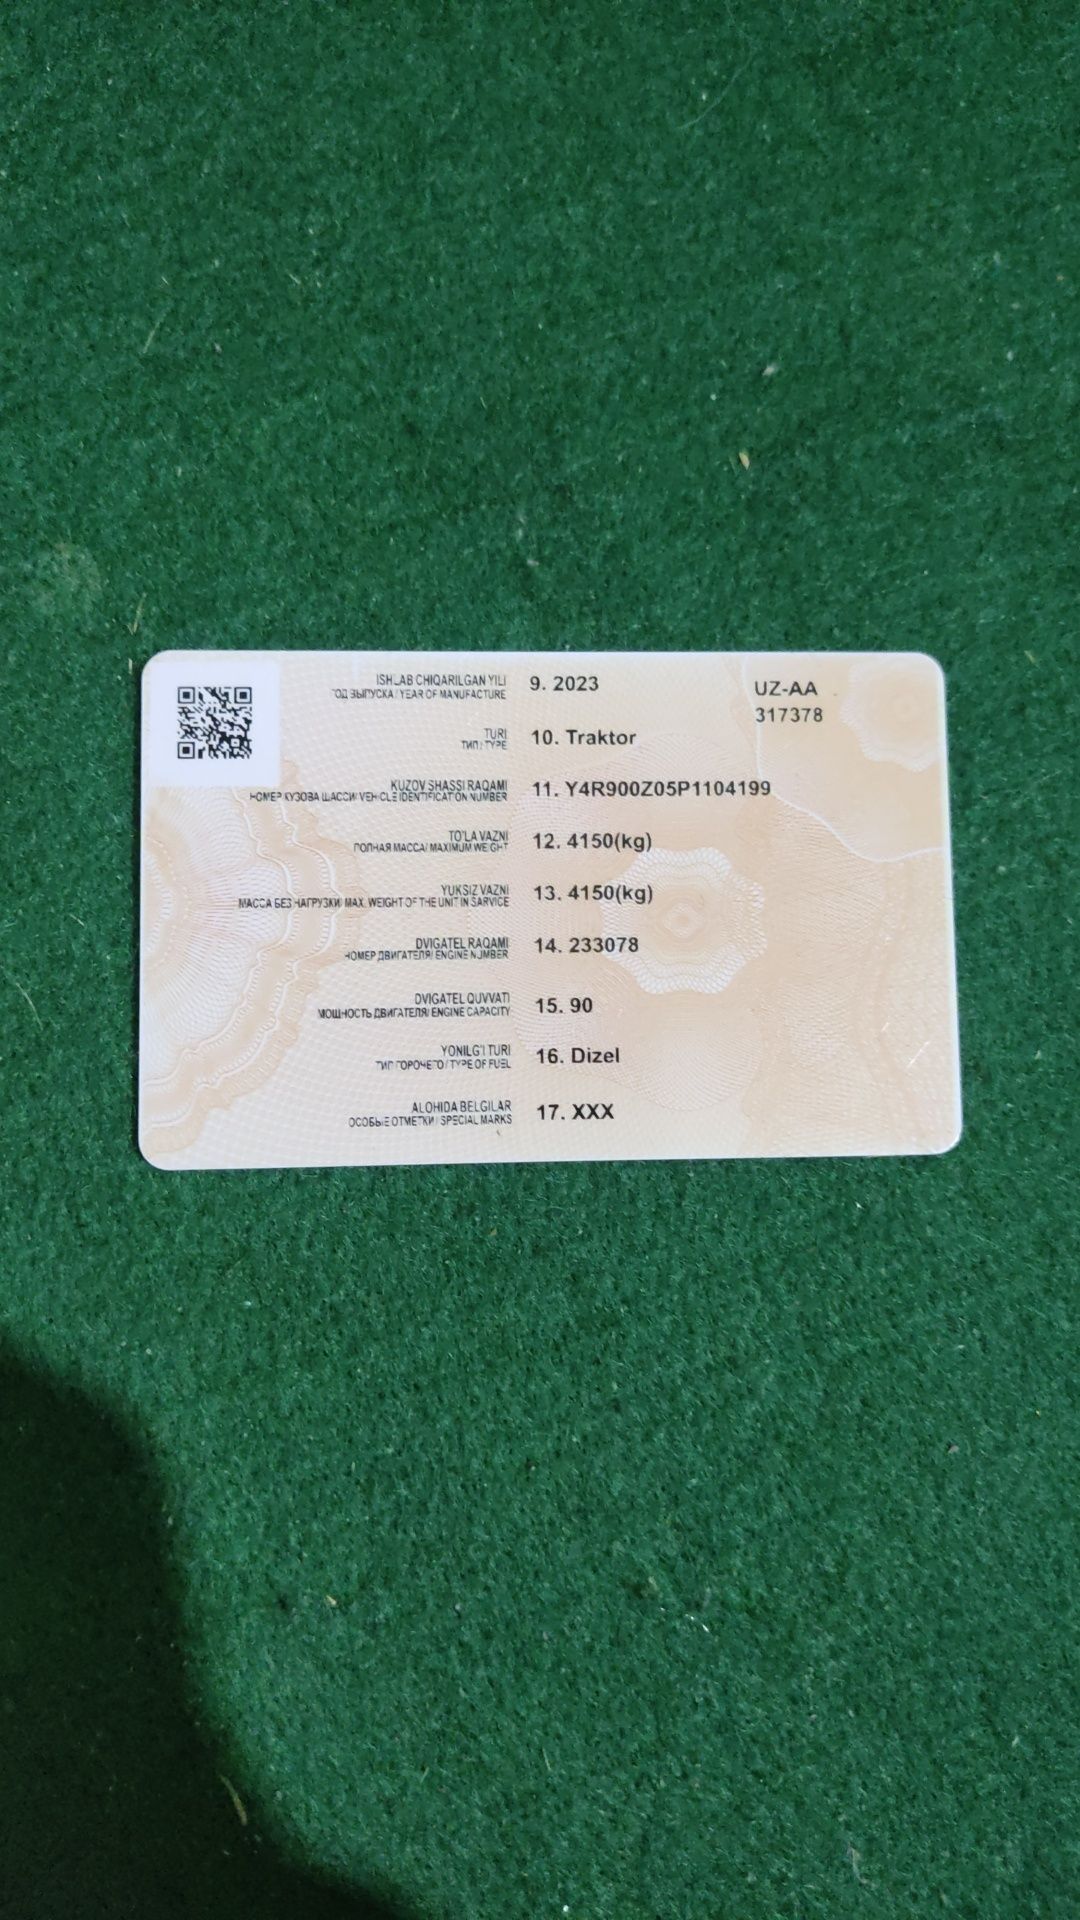 ISHLAB CHIQARILGAN YILI
ГОД ВЫПУСКА / YEAR OF MANUFACTURE
9. 2023
UZ-AA
317378
TURI
ТИП / TYPE
10. Traktor
KUZOV SHASSI RAQAMI
НОМЕР КУЗОВА ШАССИ/ VEHICLE IDENTIFICATION NUMBER
11. Y4R900Z05P1104199
TO'LA VAZNI
ПОЛНАЯ МАССА/ MAXIMUM WEIGHT
12. 4150(kg)
YUKSIZ VAZNI
МАССА БЕЗ НАГРУЗКИ/ MAX. WEIGHT OF THE UNIT IN SARVICE
13. 4150(kg)
DVIGATEL RAQAMI
НОМЕР ДВИГАТЕЛЯ/ ENGINE NUMBER
14. 233078
DVIGATEL QUVVATI
МОЩНОСТЬ ДВИГАТЕЛЯ/ ENGINE CAPACITY
15. 90
YONILG'I TURI
ТИП ГОРЮЧЕГО / TYPE OF FUEL
16. Dizel
ALOHIDA BELGILAR
ОСОБЫЕ ОТМЕТКИ / SPECIAL MARKS
17. XXX